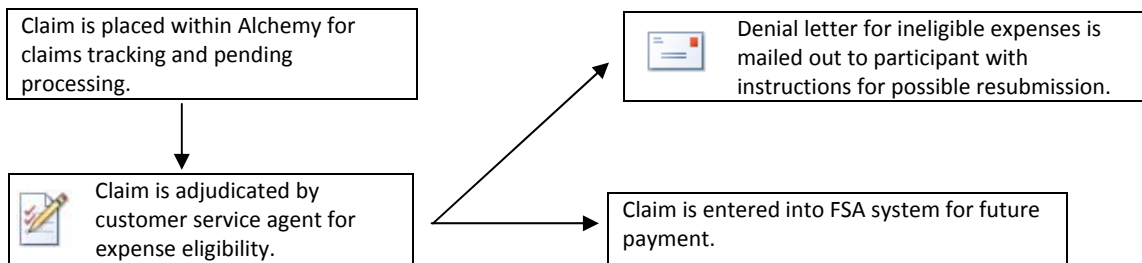 Claim is placed within Alchemy for
claims tracking and pending
processing.
Denial letter for ineligible expenses is
mailed out to participant with
instructions for possible resubmission.
Claim is adjudicated by
customer service agent for
expense eligibility.
Claim is entered into FSA system for future
payment.